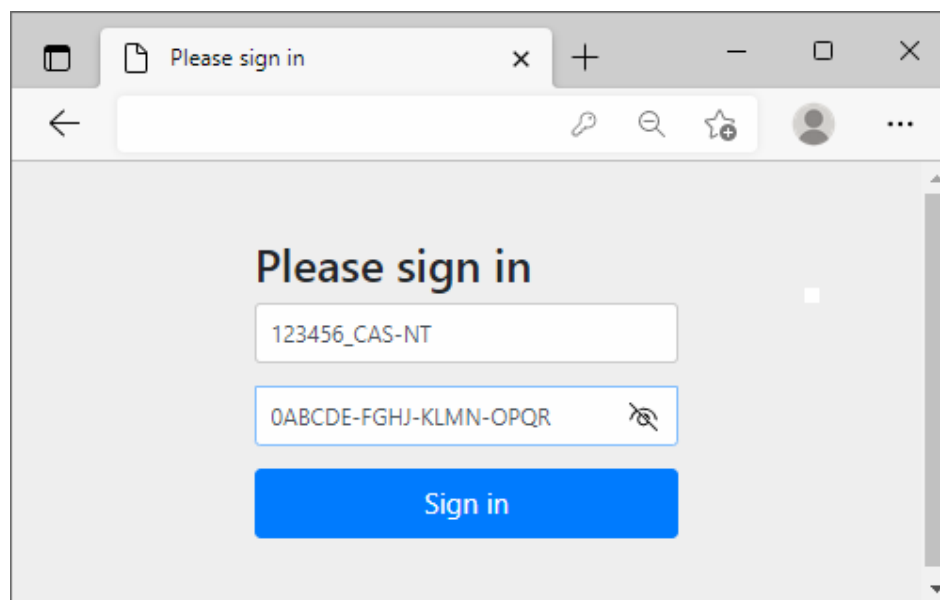 Please sign in
Please sign in
123456_CAS-NT
0ABCDE-FGHJ-KLMN-OPQR
Sign in